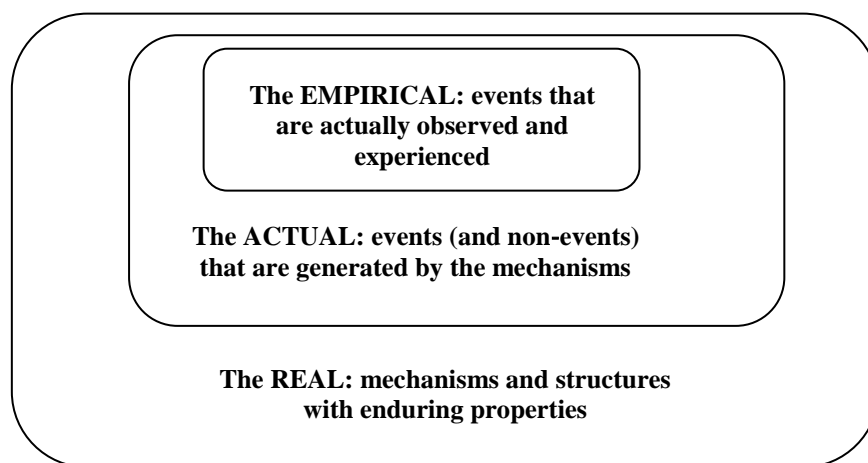 The EMPIRICAL: events that
are actually observed and
experienced
The ACTUAL: events (and non-events)
that are generated by the mechanisms
The REAL: mechanisms and structures
with enduring properties